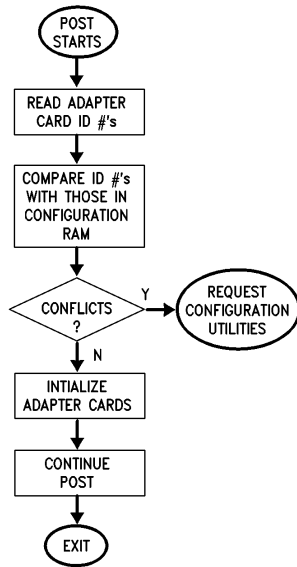 POST
STARTS
READ ADAPTER
CARD ID #'s
COMPARE ID #'s
WITH THOSE IN
CONFIGURATION
RAM
CONFLICTS
?
Y
REQUEST
CONFIGURATION
UTILITIES
N
INTIALIZE
ADAPTER CARDS
CONTINUE
POST
EXIT